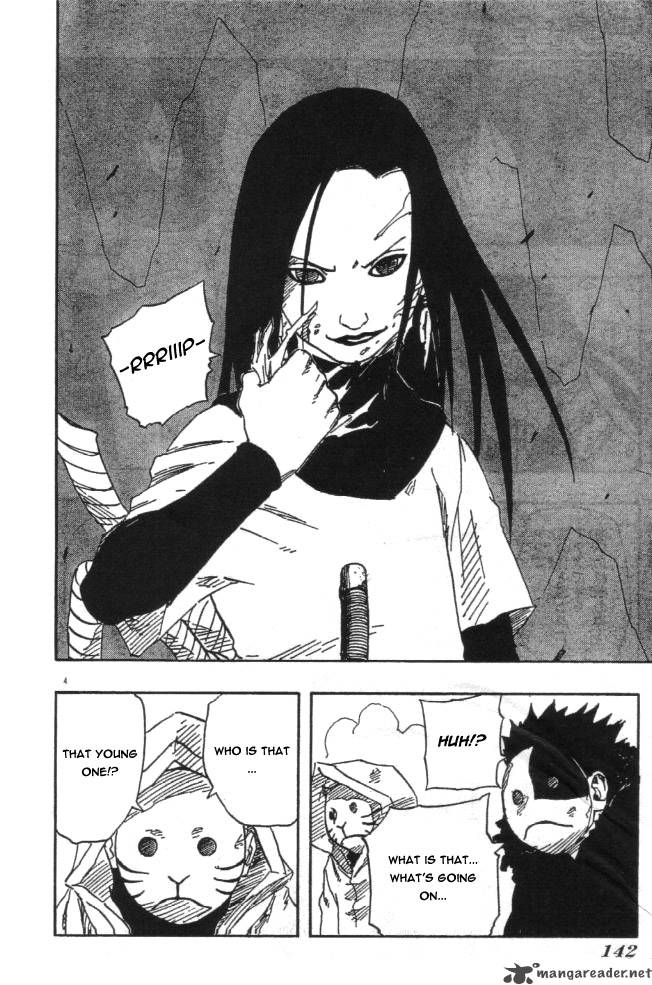 -RRRIIIP-
4
WHO IS THAT
...
THAT YOUNG
ONE!?
HUH!?
WHAT IS THAT...
WHAT'S GOING
ON...
142
mangareader.net